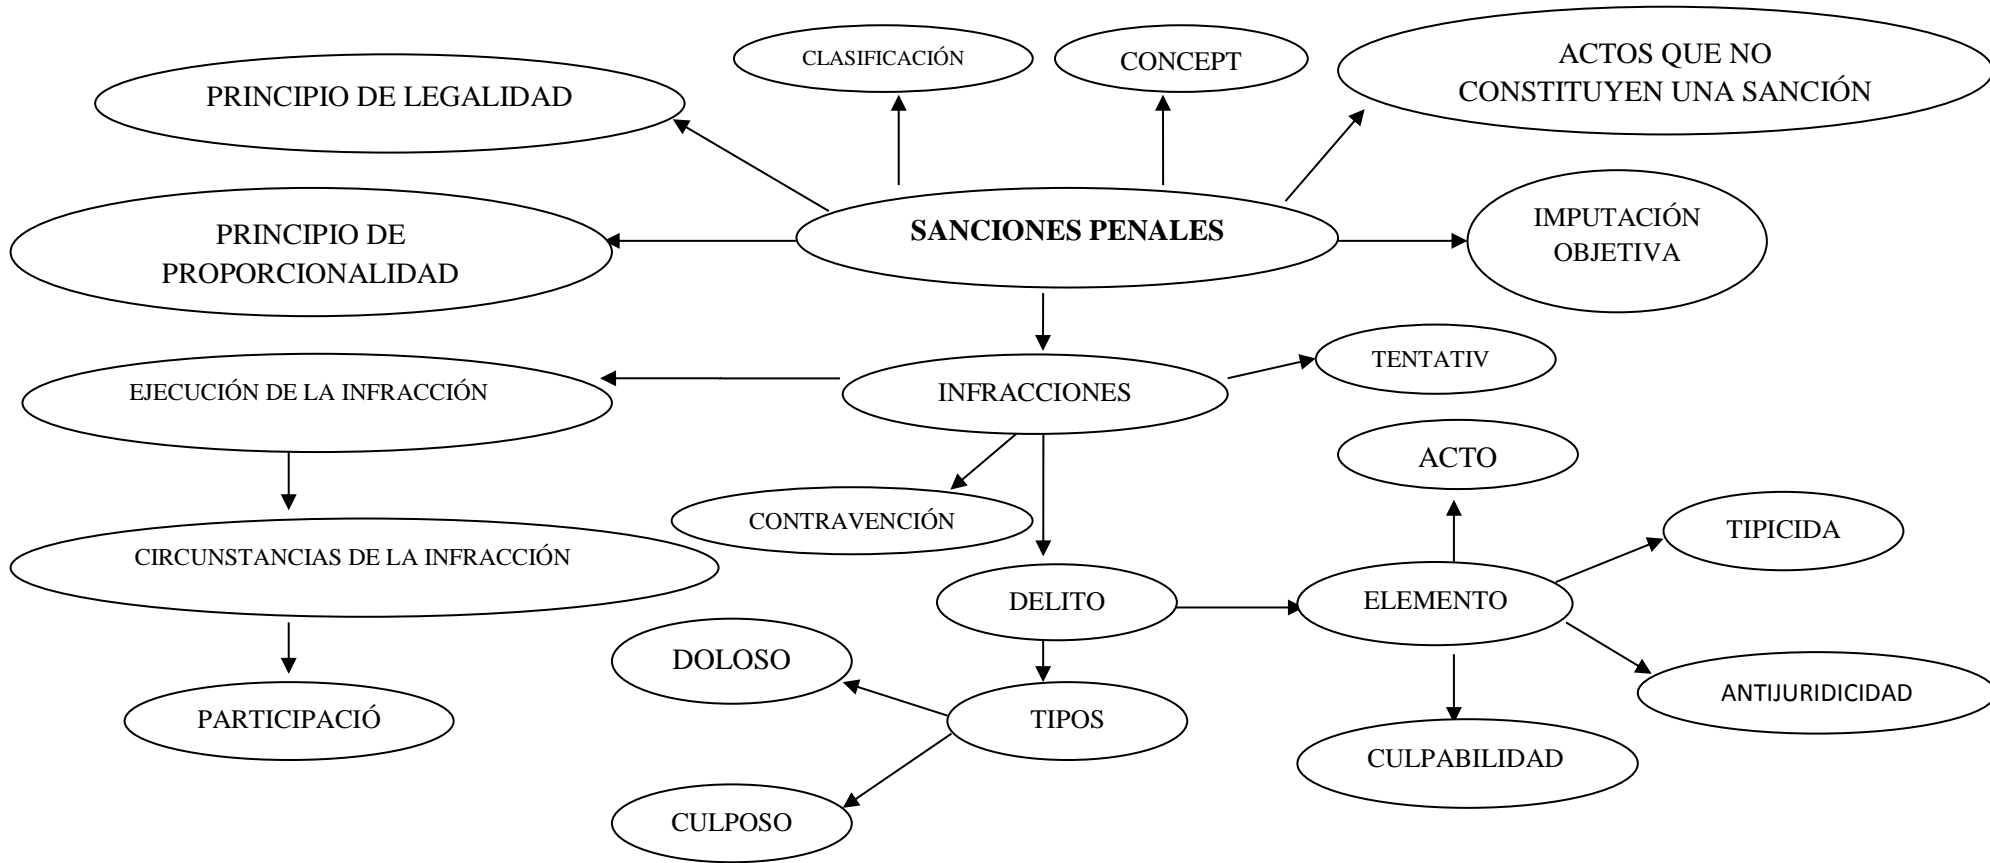 CLASIFICACIÓN
CONCEPT
ACTOS QUE NO
CONSTITUYEN UNA SANCIÓN
PRINCIPIO DE LEGALIDAD
SANCIONES PENALES
IMPUTACIÓN
OBJETIVA
PRINCIPIO DE
PROPORCIONALIDAD
EJECUCIÓN DE LA INFRACCIÓN
INFRACCIONES
TENTATIV
ACTO
CONTRAVENCIÓN
TIPICIDA
CIRCUNSTANCIAS DE LA INFRACCIÓN
DELITO
ELEMENTO
DOLOSO
ANTIJURIDICIDAD
PARTICIPACIÓ
TIPOS
CULPABILIDAD
CULPOSO